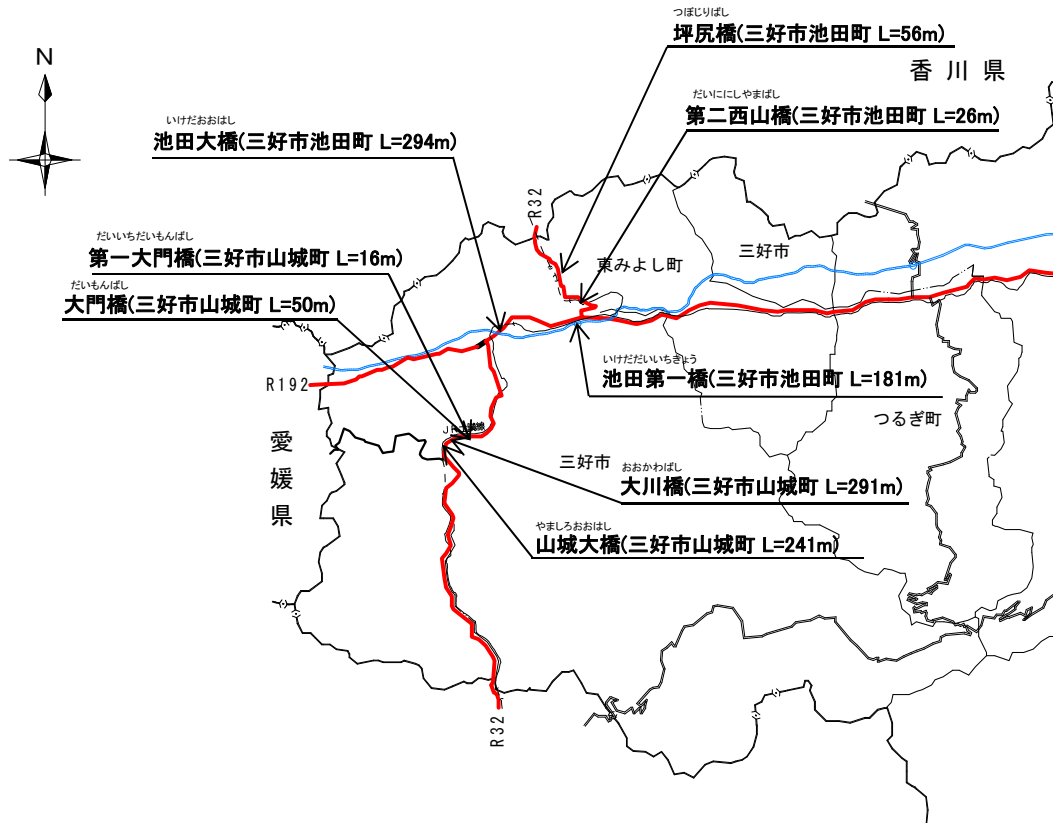 つぼじりばし
坪尻橋(三好市池田町 L=56m)
N
香川県
だいににしやまばし
第二西山橋(三好市池田町 L=26m)
いけだおおはし
池田大橋(三好市池田町 L=294m)
R32
だいいちだいもんばし
第一大門橋(三好市山城町 L=16m)
三好市
東みよし町
だいもんばし
大門橋(三好市山城町 L=50m)
いけだだいいちきょう
池田第一橋(三好市池田町 L=181m)
R192
つるぎ町
愛媛県
三好市
おおかわばし
大川橋(三好市山城町 L=291m)
やましろおおはし
山城大橋(三好市山城町 L=241m)
R32